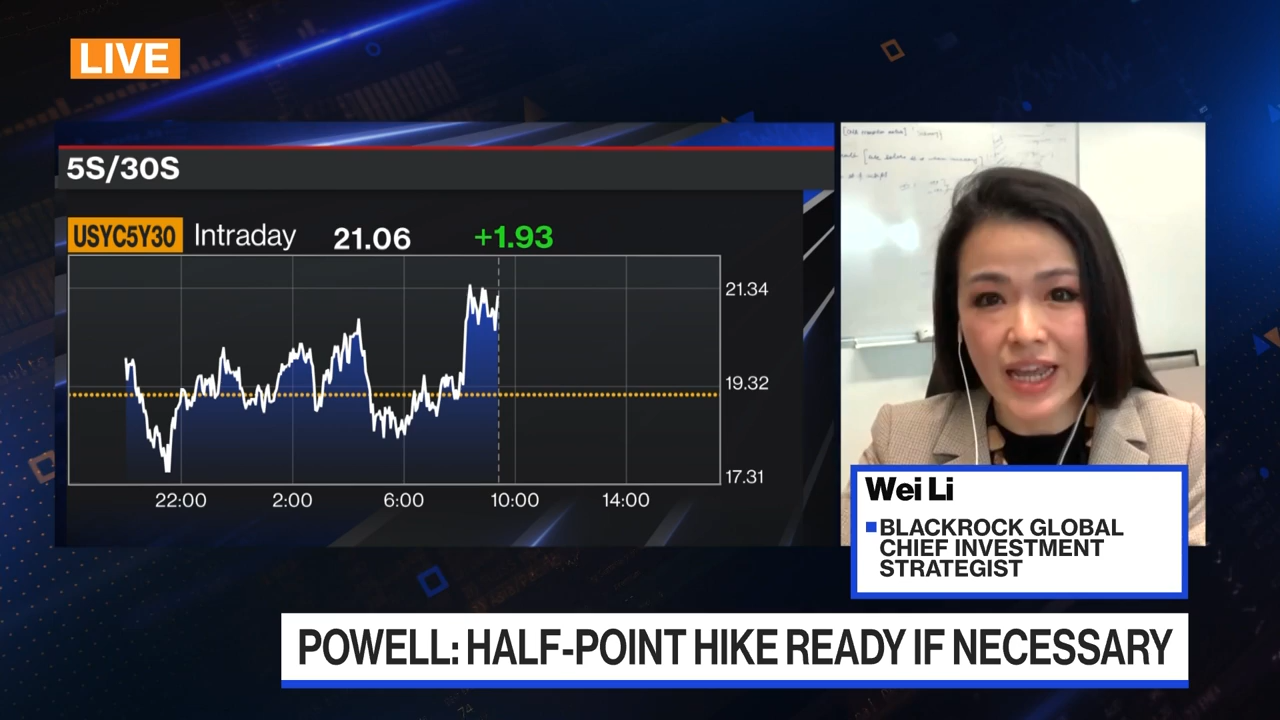 LIVE
5S/30S
USYC5Y30 Intraday 21.06 +1.93
21.34
19.32
17.31
22:00 2:00 6:00 10:00 14:00
Wei Li
BLACKROCK GLOBAL
CHIEF INVESTMENT
STRATEGIST
POWELL: HALF-POINT HIKE READY IF NECESSARY